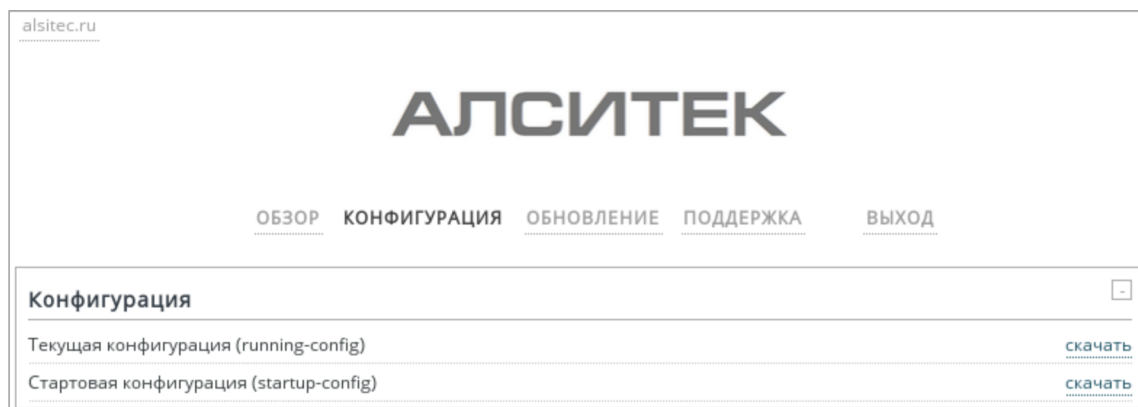 alsitec.ru
АЛСИТЕК
ОБЗОР КОНФИГУРАЦИЯ ОБНОВЛЕНИЕ ПОДДЕРЖКА ВЫХОД
Конфигурация -
Текущая конфигурация (running-config) скачать
Стартовая конфигурация (startup-config) скачать